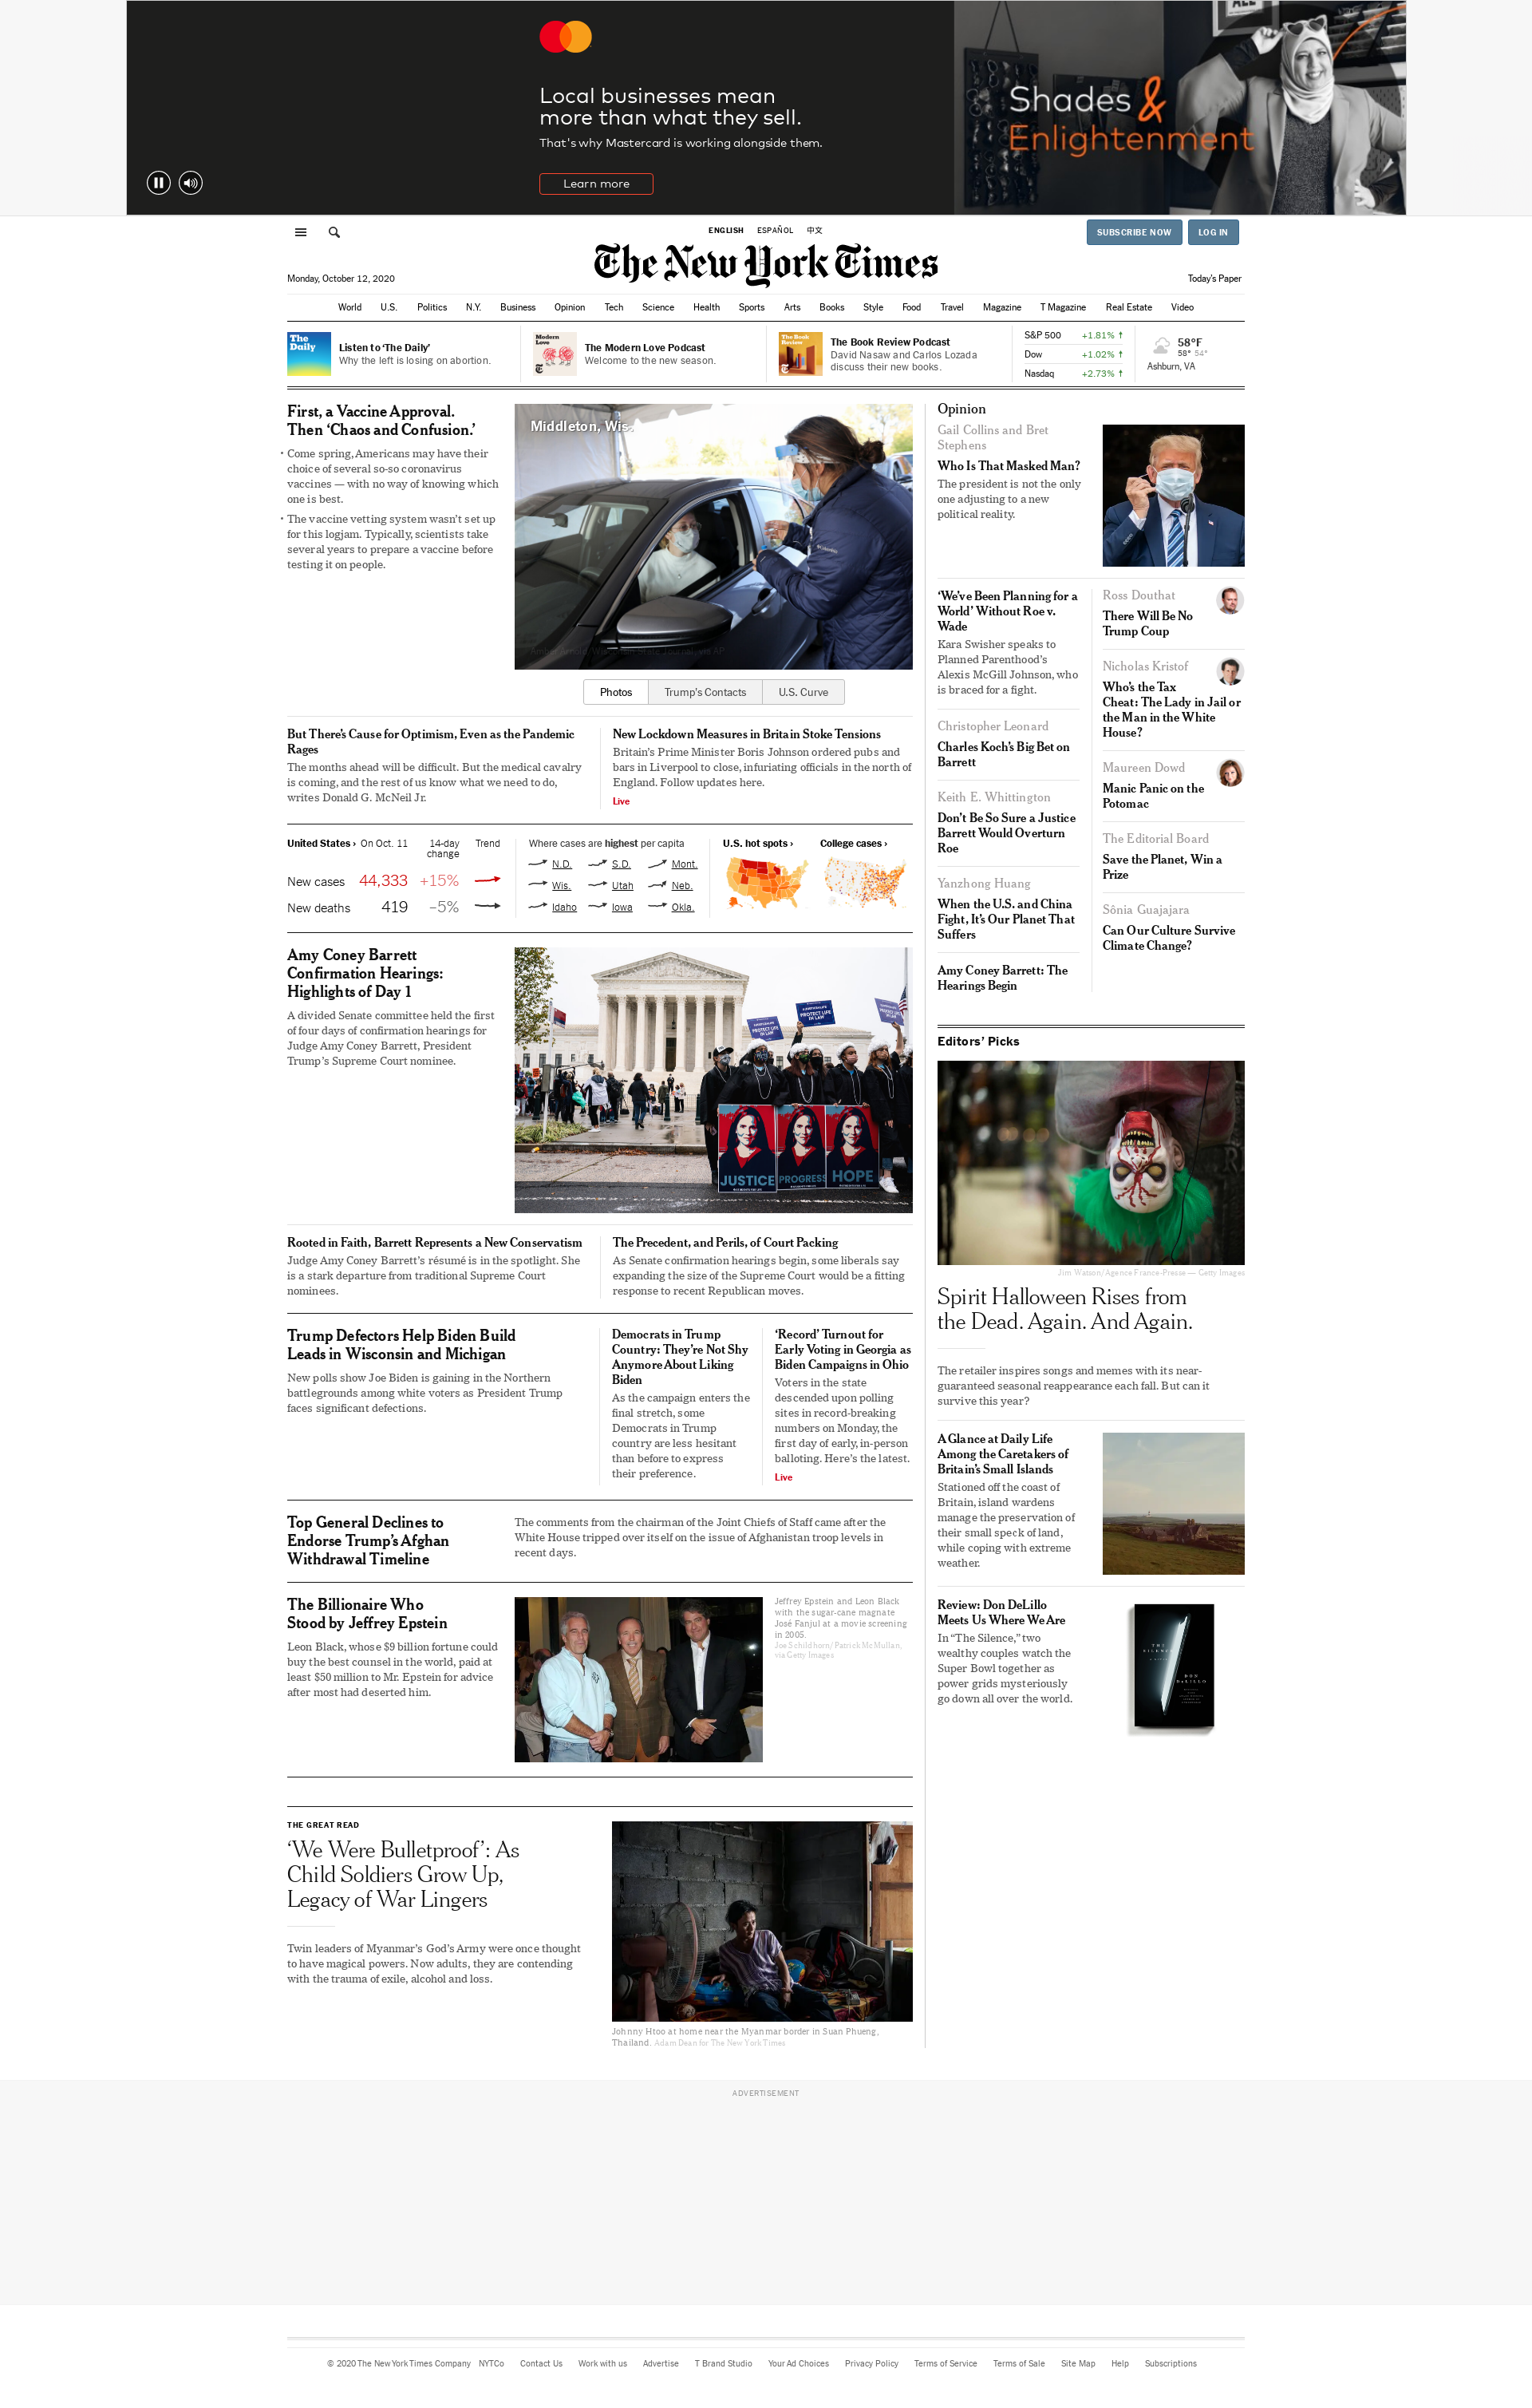 Local businesses mean
more than what they sell.
That's why Mastercard is working alongside them.
Learn more
Shades &
Enlightenment
ENGLISH ESPAÑOL 中文
SUBSCRIBE NOW LOG IN
The New York Times
Monday, October 12, 2020
Today's Paper
World U.S. Politics N.Y. Business Opinion Tech Science Health Sports Arts Books Style Food Travel Magazine T Magazine Real Estate Video
The
Daily
Listen to ‘The Daily’
Why the left is losing on abortion.
Modern
Love
The Modern Love Podcast
Welcome to the new season.
The Book
Review
The Book Review Podcast
David Nasaw and Carlos Lozada
discuss their new books.
S&P 500 +1.81% ↑
Dow +1.02% ↑
Nasdaq +2.73% ↑
58°F
58° 54°
Ashburn, VA
First, a Vaccine Approval.
Then ‘Chaos and Confusion.’
• Come spring, Americans may have their
choice of several so-so coronavirus
vaccines — with no way of knowing which
one is best.
• The vaccine vetting system wasn’t set up
for this logjam. Typically, scientists take
several years to prepare a vaccine before
testing it on people.
Middleton, Wis.
Photos Trump’s Contacts U.S. Curve
But There’s Cause for Optimism, Even as the Pandemic
Rages
The months ahead will be difficult. But the medical cavalry
is coming, and the rest of us know what we need to do,
writes Donald G. McNeil Jr.
New Lockdown Measures in Britain Stoke Tensions
Britain’s Prime Minister Boris Johnson ordered pubs and
bars in Liverpool to close, infuriating officials in the north of
England. Follow updates here.
Live
United States › On Oct. 11 14-day
change Trend
New cases 44,333 +15%
New deaths 419 –5%
Where cases are highest per capita
N.D. S.D. Mont.
Wis. Utah Neb.
Idaho Iowa Okla.
U.S. hot spots › College cases ›
Amy Coney Barrett
Confirmation Hearings:
Highlights of Day 1
A divided Senate committee held the first
of four days of confirmation hearings for
Judge Amy Coney Barrett, President
Trump’s Supreme Court nominee.
PROTECT LIFE
IN LAW
JUSTICE PROGRESS HOPE
Rooted in Faith, Barrett Represents a New Conservatism
Judge Amy Coney Barrett’s résumé is in the spotlight. She
is a stark departure from traditional Supreme Court
nominees.
The Precedent, and Perils, of Court Packing
As Senate confirmation hearings begin, some liberals say
expanding the size of the Supreme Court would be a fitting
response to recent Republican moves.
Trump Defectors Help Biden Build
Leads in Wisconsin and Michigan
New polls show Joe Biden is gaining in the Northern
battlegrounds among white voters as President Trump
faces significant defections.
Democrats in Trump
Country: They’re Not Shy
Anymore About Liking
Biden
As the campaign enters the
final stretch, some
Democrats in Trump
country are less hesitant
than before to express
their preference.
‘Record’ Turnout for
Early Voting in Georgia as
Biden Campaigns in Ohio
Voters in the state
descended upon polling
sites in record-breaking
numbers on Monday, the
first day of early, in-person
balloting. Here’s the latest.
Live
Top General Declines to
Endorse Trump’s Afghan
Withdrawal Timeline
The comments from the chairman of the Joint Chiefs of Staff came after the
White House tripped over itself on the issue of Afghanistan troop levels in
recent days.
The Billionaire Who
Stood by Jeffrey Epstein
Leon Black, whose $9 billion fortune could
buy the best counsel in the world, paid at
least $50 million to Mr. Epstein for advice
after most had deserted him.
Jeffrey Epstein and Leon Black
with the sugar-cane magnate
José Fanjul at a movie screening
in 2005.
Joe Schildhorn/Patrick McMullan,
via Getty Images
THE GREAT READ
‘We Were Bulletproof’: As
Child Soldiers Grow Up,
Legacy of War Lingers
Twin leaders of Myanmar’s God’s Army were once thought
to have magical powers. Now adults, they are contending
with the trauma of exile, alcohol and loss.
Johnny Htoo at home near the Myanmar border in Suan Phueng,
Thailand. Adam Dean for The New York Times
Opinion
Gail Collins and Bret
Stephens
Who Is That Masked Man?
The president is not the only
one adjusting to a new
political reality.
‘We’ve Been Planning for a
World’ Without Roe v.
Wade
Kara Swisher speaks to
Planned Parenthood’s
Alexis McGill Johnson, who
is braced for a fight.
Christopher Leonard
Charles Koch’s Big Bet on
Barrett
Keith E. Whittington
Don’t Be So Sure a Justice
Barrett Would Overturn
Roe
Yanzhong Huang
When the U.S. and China
Fight, It’s Our Planet That
Suffers
Amy Coney Barrett: The
Hearings Begin
Ross Douthat
There Will Be No
Trump Coup
Nicholas Kristof
Who’s the Tax
Cheat: The Lady in Jail or
the Man in the White
House?
Maureen Dowd
Manic Panic on the
Potomac
The Editorial Board
Save the Planet, Win a
Prize
Sônia Guajajara
Can Our Culture Survive
Climate Change?
Editors’ Picks
Jim Watson/Agence France-Presse — Getty Images
Spirit Halloween Rises from
the Dead. Again. And Again.
The retailer inspires songs and memes with its near-
guaranteed seasonal reappearance each fall. But can it
survive this year?
A Glance at Daily Life
Among the Caretakers of
Britain’s Small Islands
Stationed off the coast of
Britain, island wardens
manage the preservation of
their small speck of land,
while coping with extreme
weather.
Review: Don DeLillo
Meets Us Where We Are
In “The Silence,” two
wealthy couples watch the
Super Bowl together as
power grids mysteriously
go down all over the world.
THE
SILENCE
DON
DeLILLO
ADVERTISEMENT
© 2020 The New York Times Company NYTCo Contact Us Work with us Advertise T Brand Studio Your Ad Choices Privacy Policy Terms of Service Terms of Sale Site Map Help Subscriptions